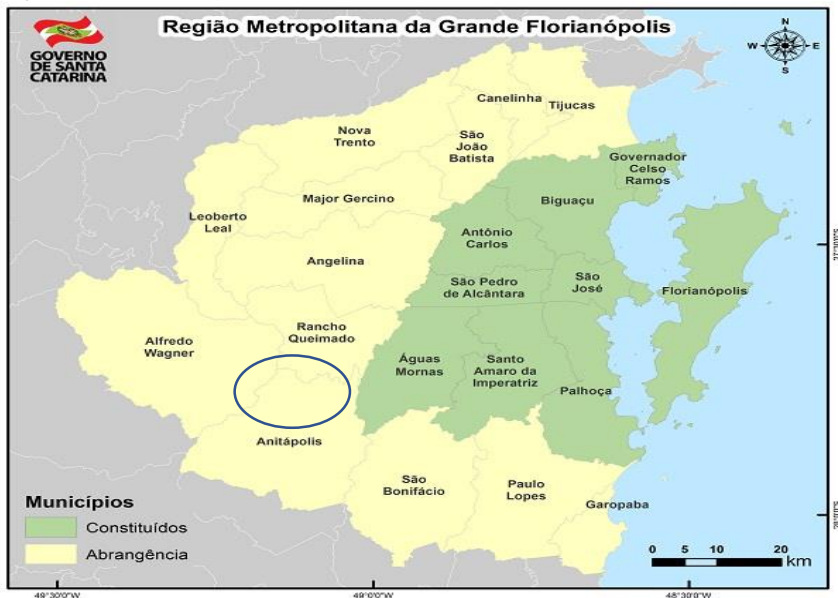 Região Metropolitana da Grande Florianópolis
GOVERNO
DE SANTA
CATARINA
N
W
E
S
Canelinha
Tijucas
Nova
Trento
São
João
Batista
Governador
Celso
Ramos
Major Gercino
Biguaçu
Leoberto
Leal
Antônio
Carlos
Angelina
São Pedro
de Alcântara
São
José
Florianópolis
Rancho
Queimado
Alfredo
Wagner
Águas
Mornas
Santo
Amaro da
Imperatriz
Palhoça
Anitápolis
São
Bonifácio
Paulo
Lopes
Garopaba
Municípios
Constituídos
Abrangência
0 5 10 20
km
49°30'0"W
49°0'0"W
48°30'0"W